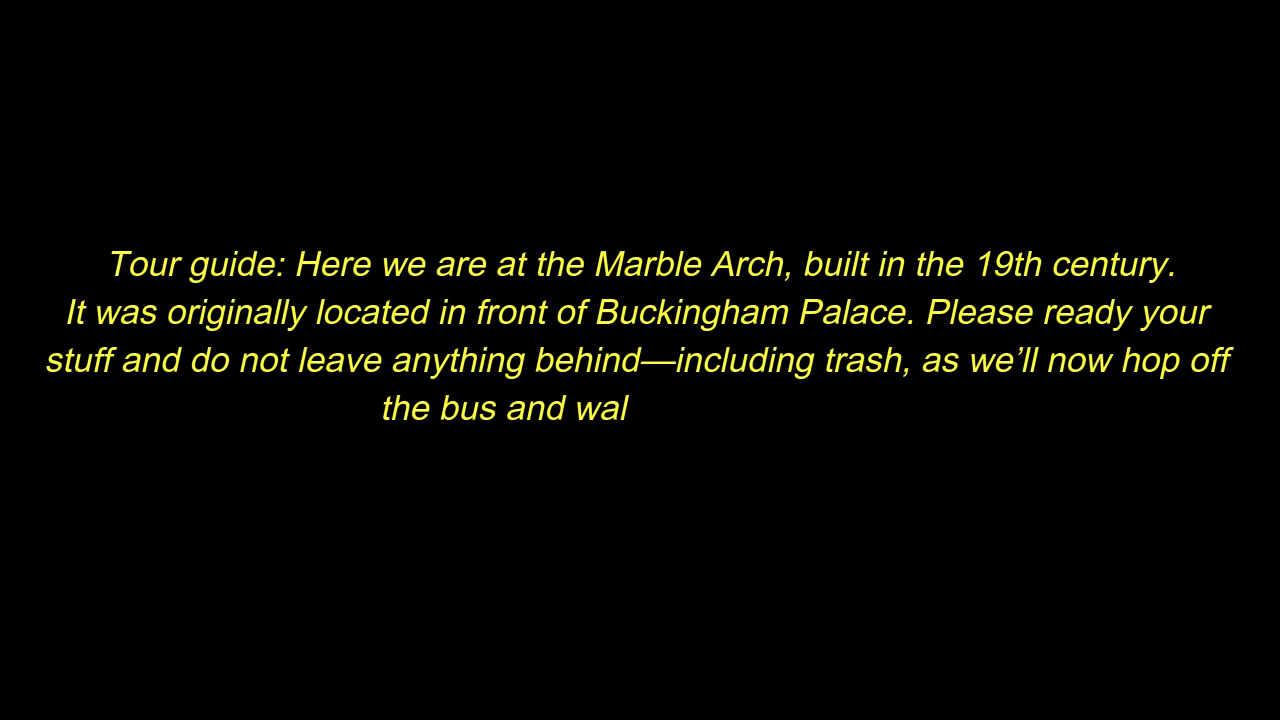 Tour guide: Here we are at the Marble Arch, built in the 19th century.
It was originally located in front of Buckingham Palace. Please ready your
stuff and do not leave anything behind—including trash, as we’ll now hop off
the bus and wal